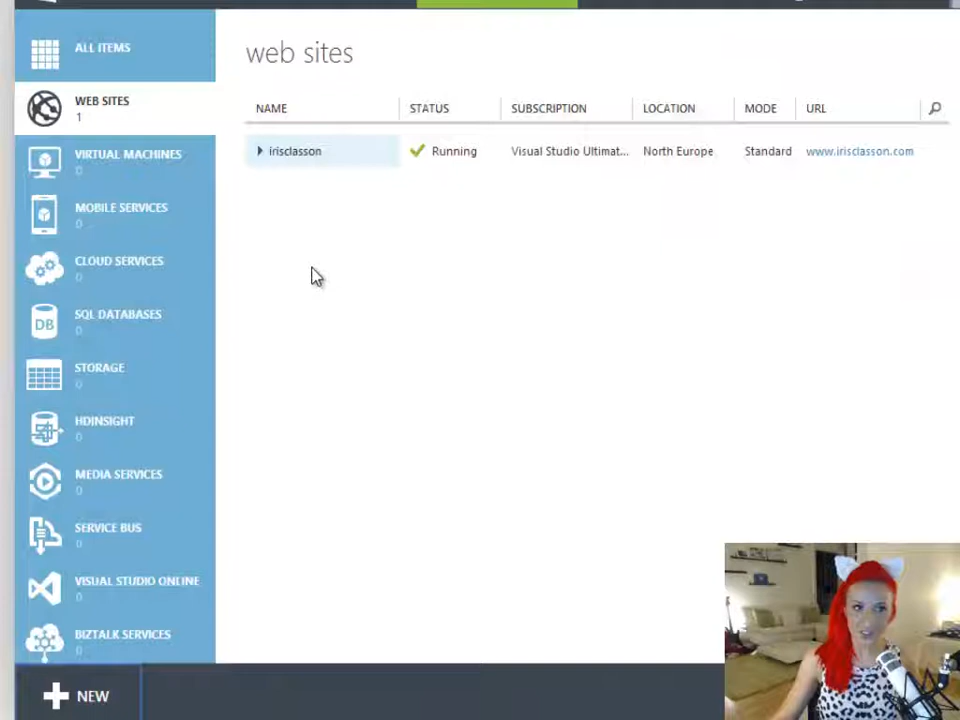 ALL ITEMS
WEB SITES
1
VIRTUAL MACHINES
0
MOBILE SERVICES
0
CLOUD SERVICES
0
SQL DATABASES
0
STORAGE
0
HDINSIGHT
0
MEDIA SERVICES
0
SERVICE BUS
0
VISUAL STUDIO ONLINE
0
BIZTALK SERVICES
0
NEW
web sites
NAME STATUS SUBSCRIPTION LOCATION MODE URL
irisclasson Running Visual Studio Ultimat... North Europe Standard www.irisclasson.com
DB